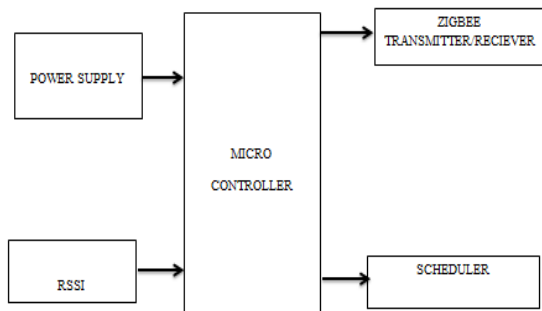 ZIGBEE
TRANSMITTER/RECIEVER
POWER SUPPLY
MICRO
CONTROLLER
RSSI
SCHEDULER